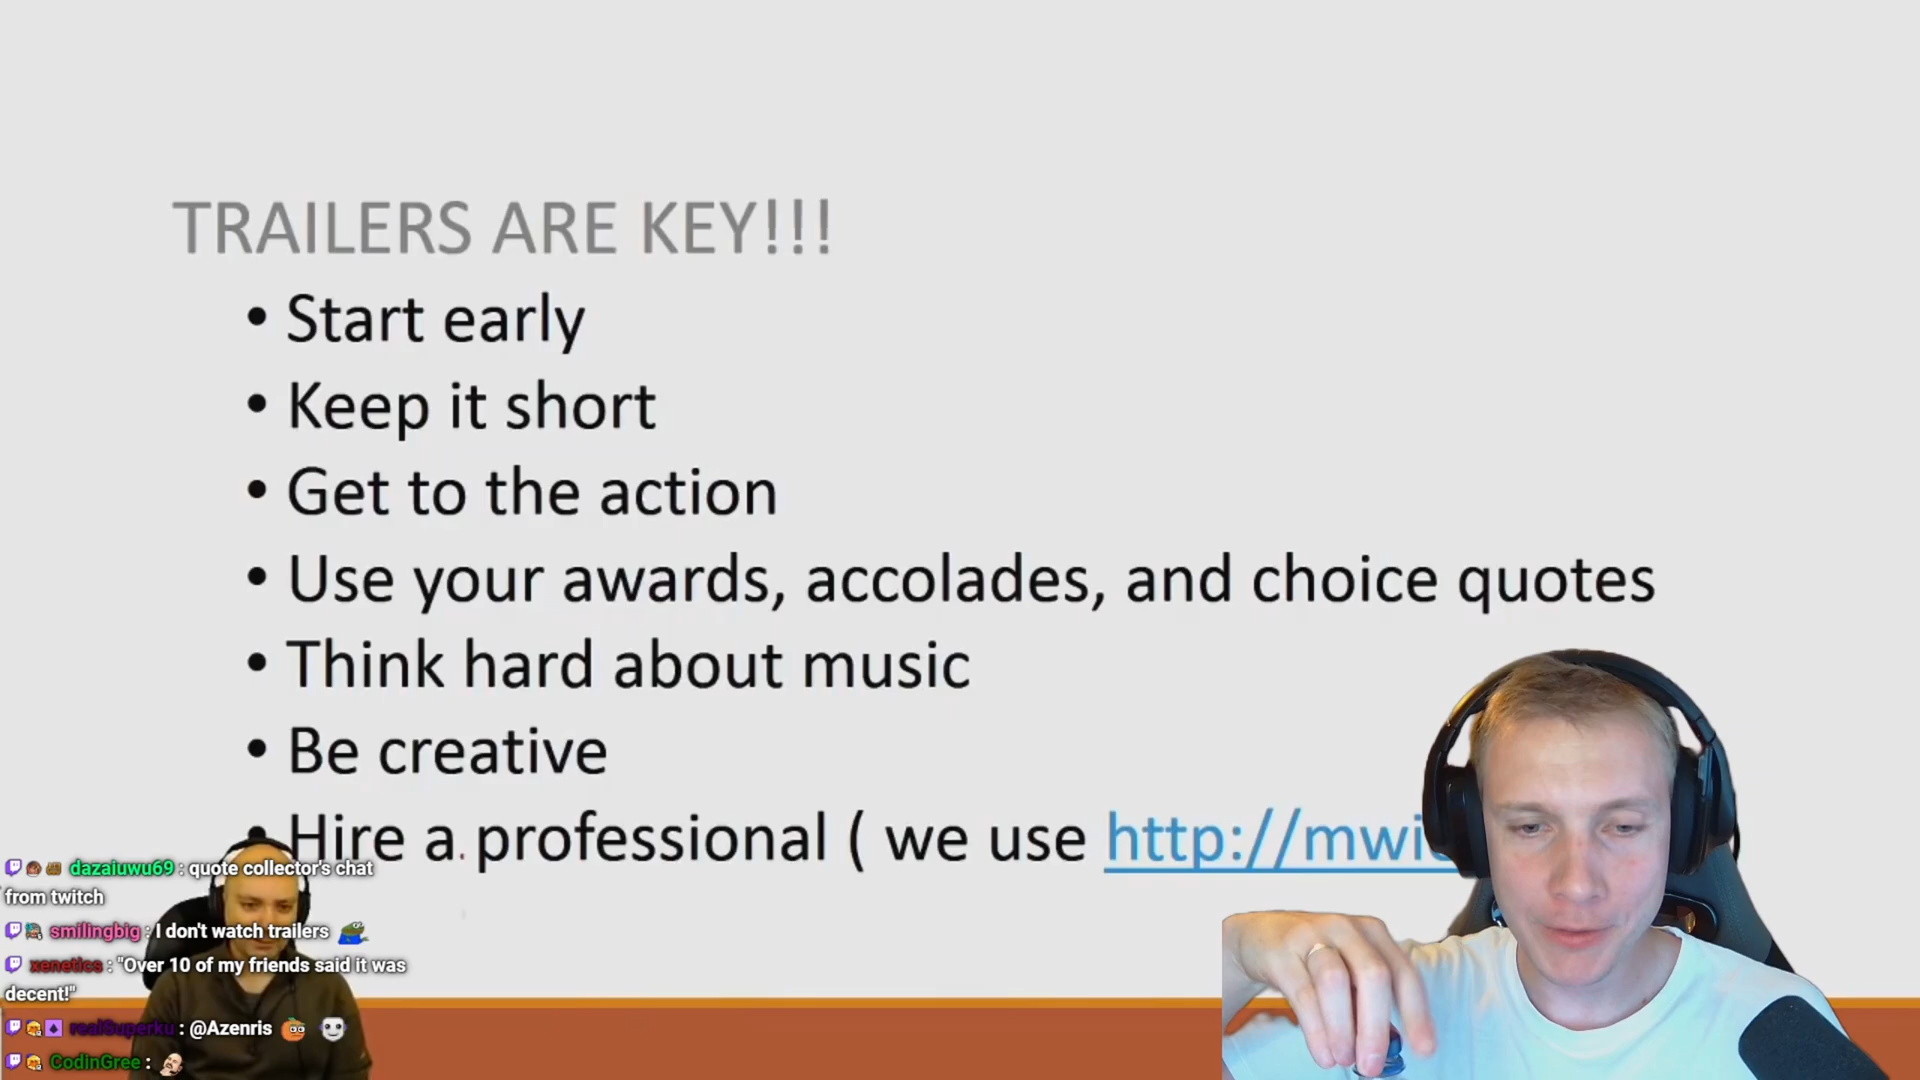 TRAILERS ARE KEY!!!
• Start early
• Keep it short
• Get to the action
• Use your awards, accolades, and choice quotes
• Think hard about music
• Be creative
• Hire a professional ( we use http://mwi
dazaiuwu69 : quote collector's chat
from twitch
smilingbig : I don't watch trailers
xenetics : "Over 10 of my friends said it was
decent!"
realSuperku : @Azenris
CodinGree :